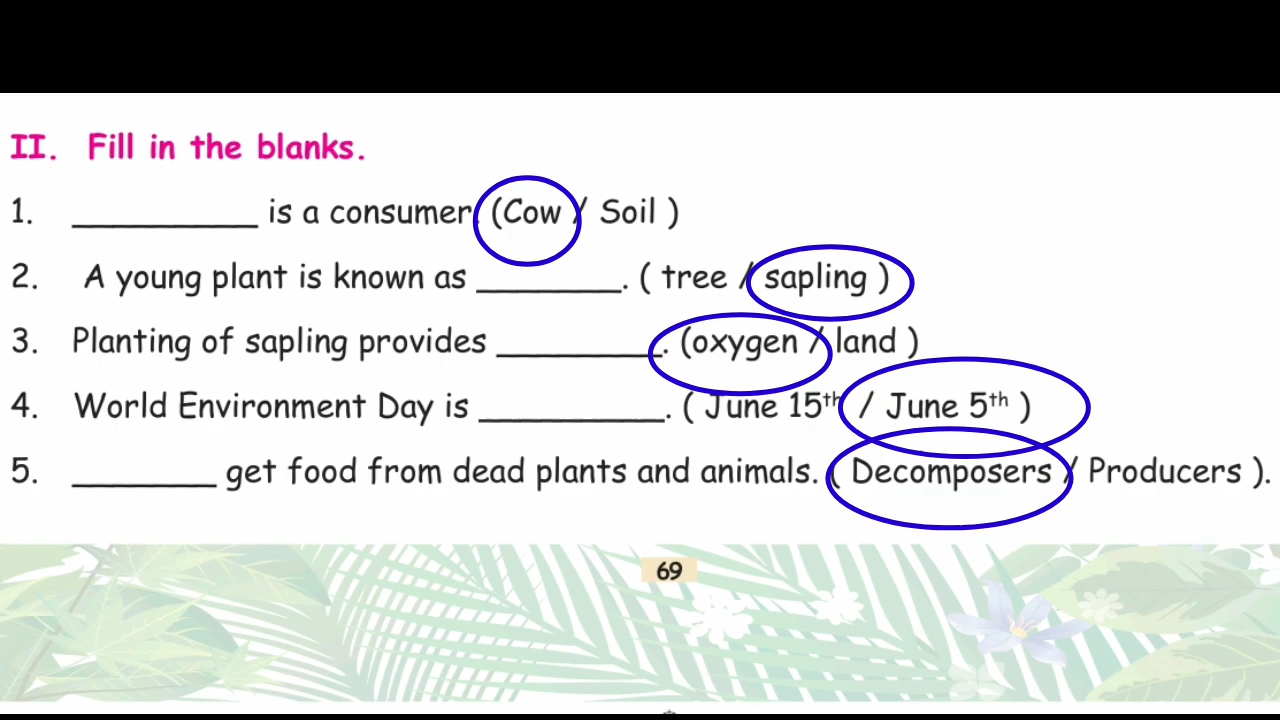 II. Fill in the blanks.
1. __________ is a consumer. (Cow / Soil )
2. A young plant is known as ________. ( tree / sapling )
3. Planting of sapling provides _________. (oxygen / land )
4. World Environment Day is __________. ( June 15th / June 5th )
5. ________ get food from dead plants and animals. ( Decomposers / Producers ).
69